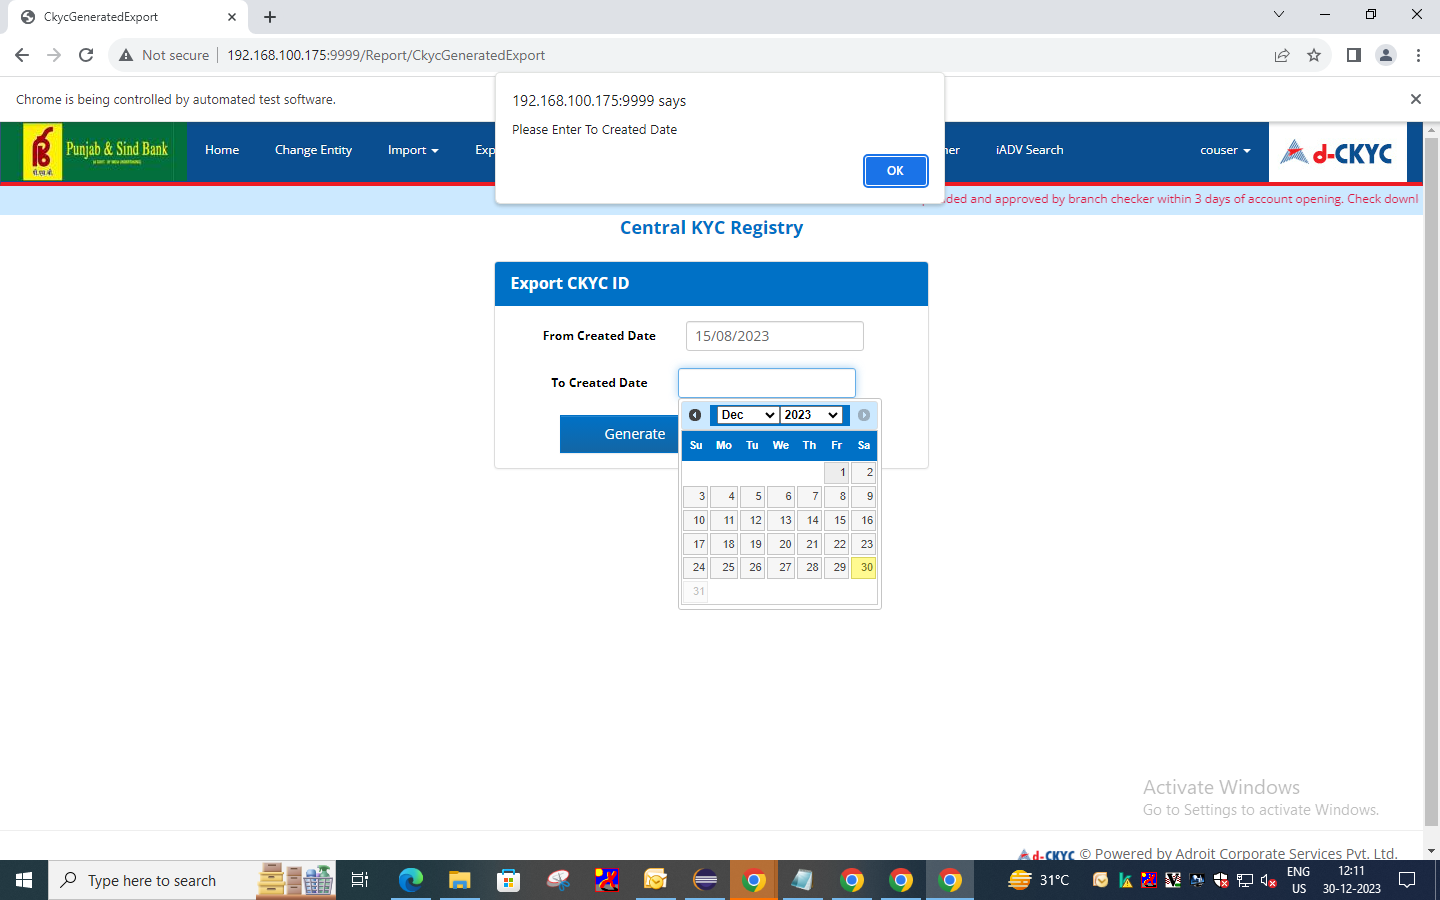 CkycGeneratedExport
Not secure
192.168.100.175:9999/Report/CkycGeneratedExport
Chrome is being controlled by automated test software.
192.168.100.175:9999 says
Please Enter To Created Date
OK
Punjab & Sind Bank
पी.एस.बी.
Home
Change Entity
Import
Exp
ner
iADV Search
couser
d-CKYC
ded and approved by branch checker within 3 days of account opening. Check downl
Central KYC Registry
Export CKYC ID
From Created Date
15/08/2023
To Created Date
Generate
Dec 2023
Su Mo Tu We Th Fr Sa
1 2
3 4 5 6 7 8 9
10 11 12 13 14 15 16
17 18 19 20 21 22 23
24 25 26 27 28 29 30
31
Activate Windows
Go to Settings to activate Windows.
d-CKYC © Powered by Adroit Corporate Services Pvt. Ltd.
Type here to search
31°C
ENG
US
12:11
30-12-2023